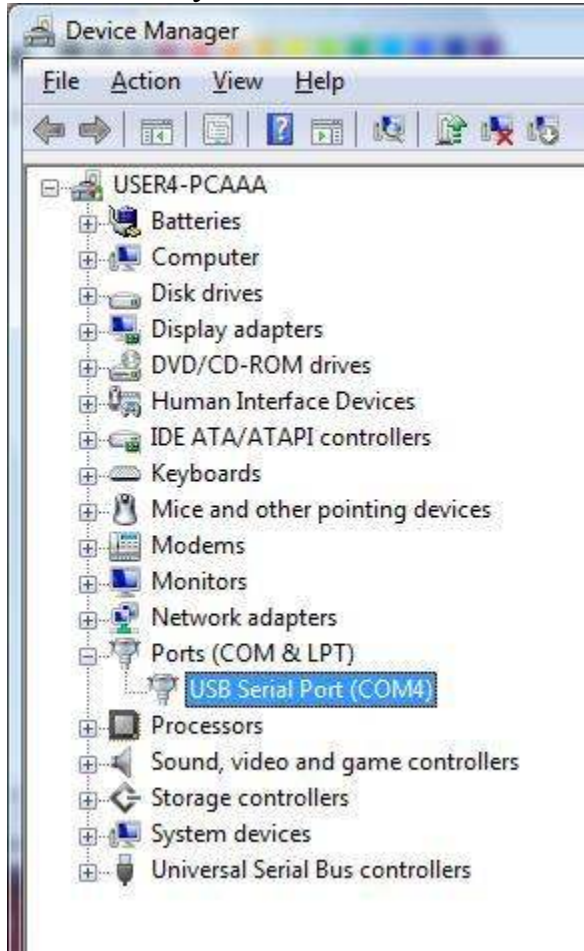 Device Manager
File Action View Help
USER4-PCAAA
Batteries
Computer
Disk drives
Display adapters
DVD/CD-ROM drives
Human Interface Devices
IDE ATA/ATAPI controllers
Keyboards
Mice and other pointing devices
Modems
Monitors
Network adapters
Ports (COM & LPT)
USB Serial Port (COM4)
Processors
Sound, video and game controllers
Storage controllers
System devices
Universal Serial Bus controllers